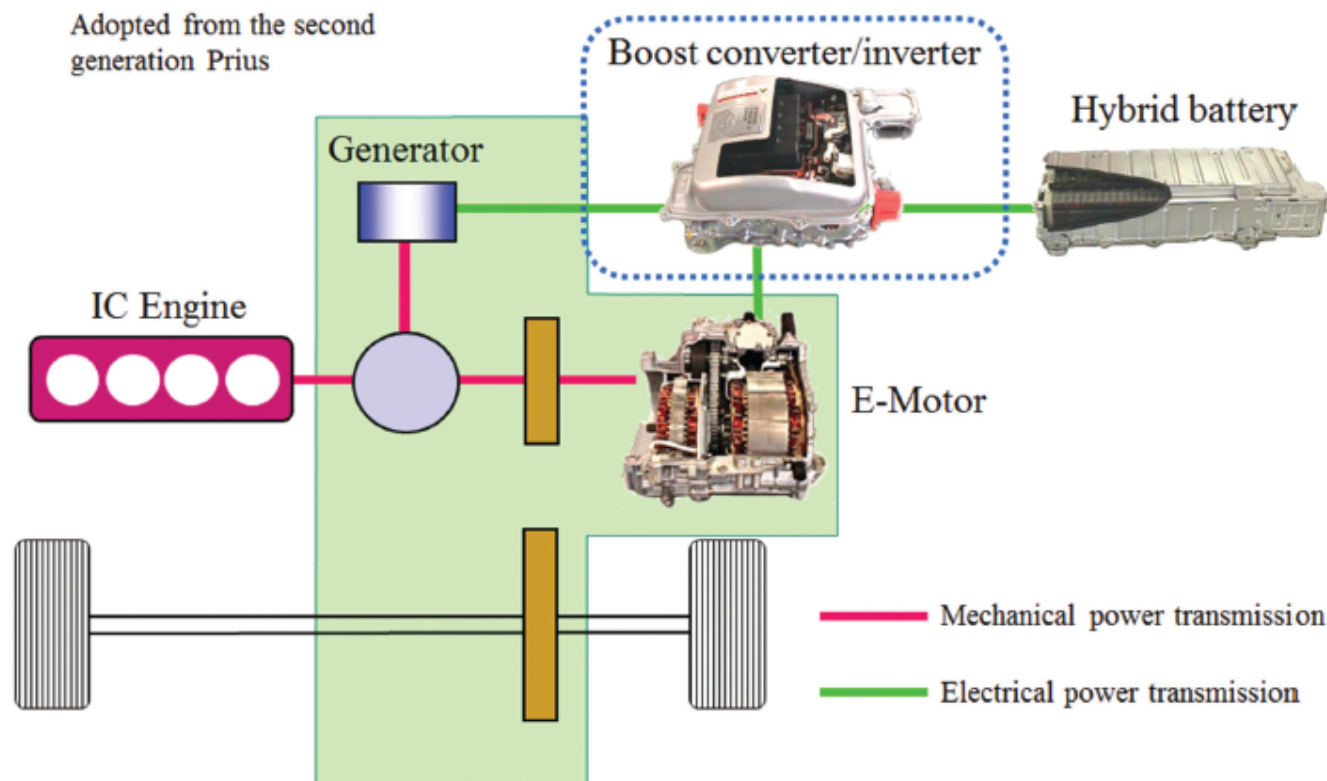 Adopted from the second
generation Prius
Boost converter/inverter
Hybrid battery
Generator
IC Engine
E-Motor
Mechanical power transmission
Electrical power transmission